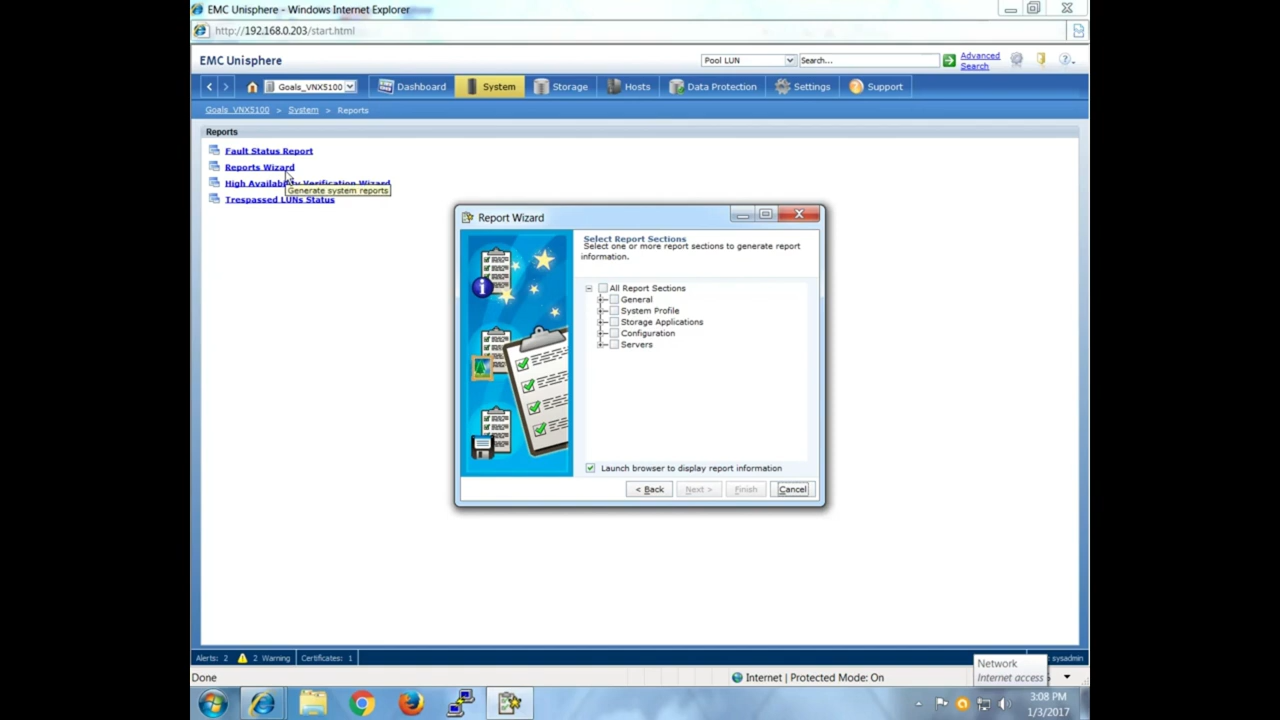 EMC Unisphere - Windows Internet Explorer
http://192.168.0.203/start.html
EMC Unisphere
Pool LUN
Search...
Advanced Search
Goals_VNX5100
Dashboard
System
Storage
Hosts
Data Protection
Settings
Support
Goals_VNX5100 > System > Reports
Reports
Fault Status Report
Reports Wizard
High Availability Verification Wizard
Generate system reports
Trespassed LUNs Status
Report Wizard
Select Report Sections
Select one or more report sections to generate report
information.
All Report Sections
General
System Profile
Storage Applications
Configuration
Servers
Launch browser to display report information
< Back
Next >
Finish
Cancel
Alerts: 2
2 Warning
Certificates: 1
sysadmin
Network
Internet access
Done
Internet | Protected Mode: On
3:08 PM
1/3/2017